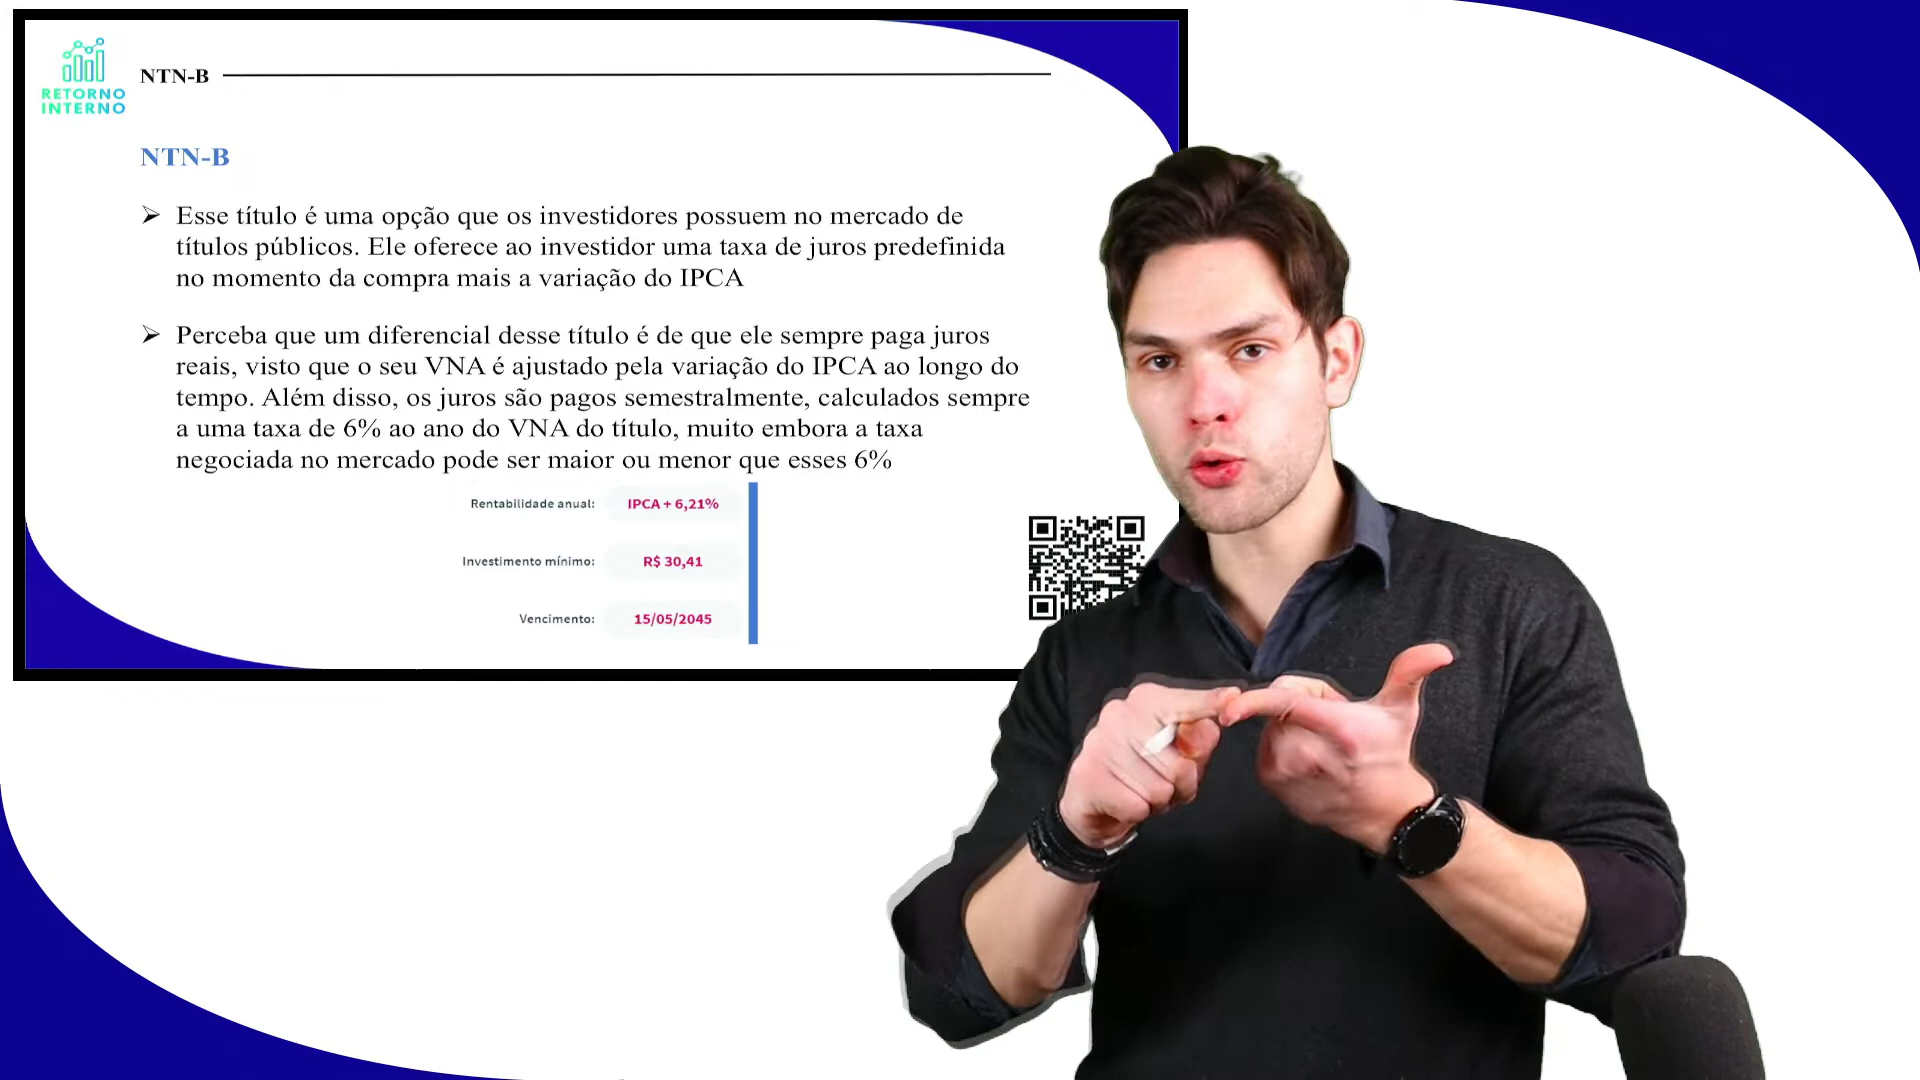 RETORNO
INTERNO
NTN-B
NTN-B
Esse título é uma opção que os investidores possuem no mercado de
títulos públicos. Ele oferece ao investidor uma taxa de juros predefinida
no momento da compra mais a variação do IPCA
Perceba que um diferencial desse título é de que ele sempre paga juros
reais, visto que o seu VNA é ajustado pela variação do IPCA ao longo do
tempo. Além disso, os juros são pagos semestralmente, calculados sempre
a uma taxa de 6% ao ano do VNA do título, muito embora a taxa
negociada no mercado pode ser maior ou menor que esses 6%
Rentabilidade anual: IPCA + 6,21%
Investimento mínimo: R$ 30,41
Vencimento: 15/05/2045